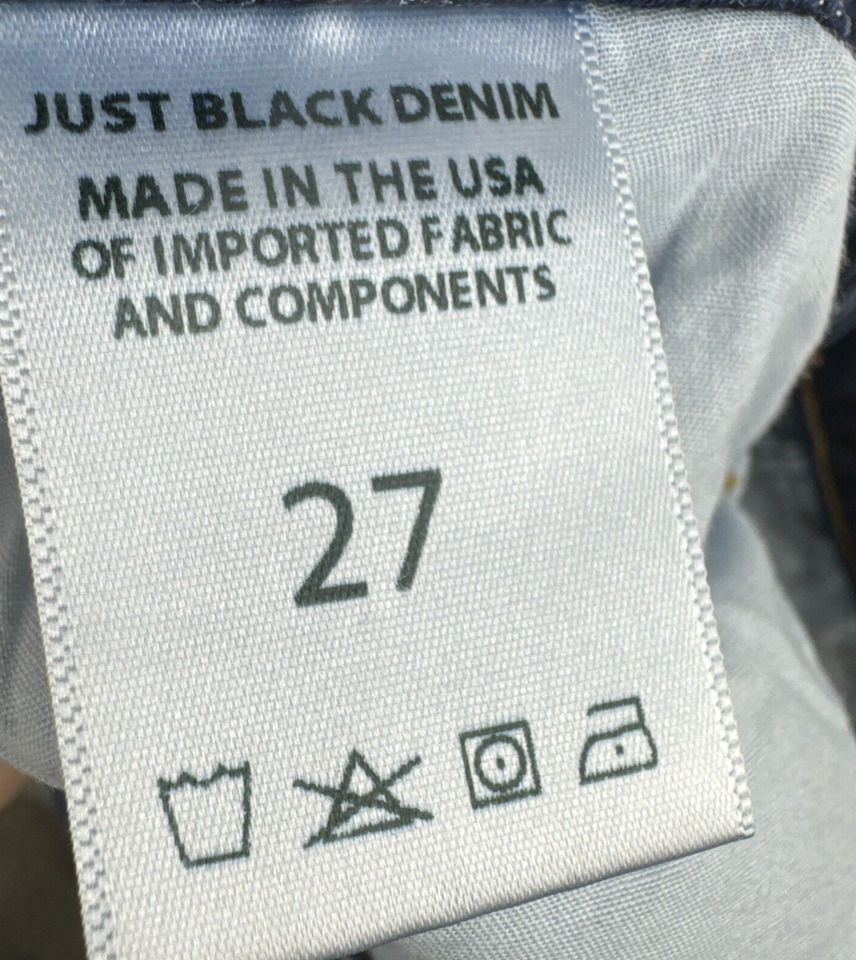 JUST BLACK DENIM
MADE IN THE USA
OF IMPORTED FABRIC
AND COMPONENTS
27